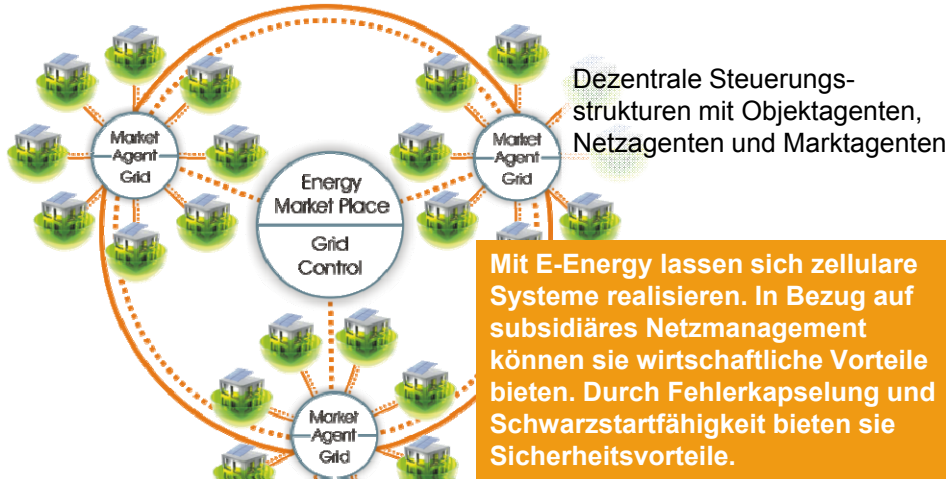 Dezentrale Steuerungs-
strukturen mit Objektagenten,
Netzagenten und Marktagenten
Market
Agent
Grid
Market
Agent
Grid
Energy
Market Place
Grid
Control
Mit E-Energy lassen sich zellulare
Systeme realisieren. In Bezug auf
subsidiäres Netzmanagement
können sie wirtschaftliche Vorteile
bieten. Durch Fehlerkapselung und
Schwarzstartfähigkeit bieten sie
Sicherheitsvorteile.
Market
Agent
Grid